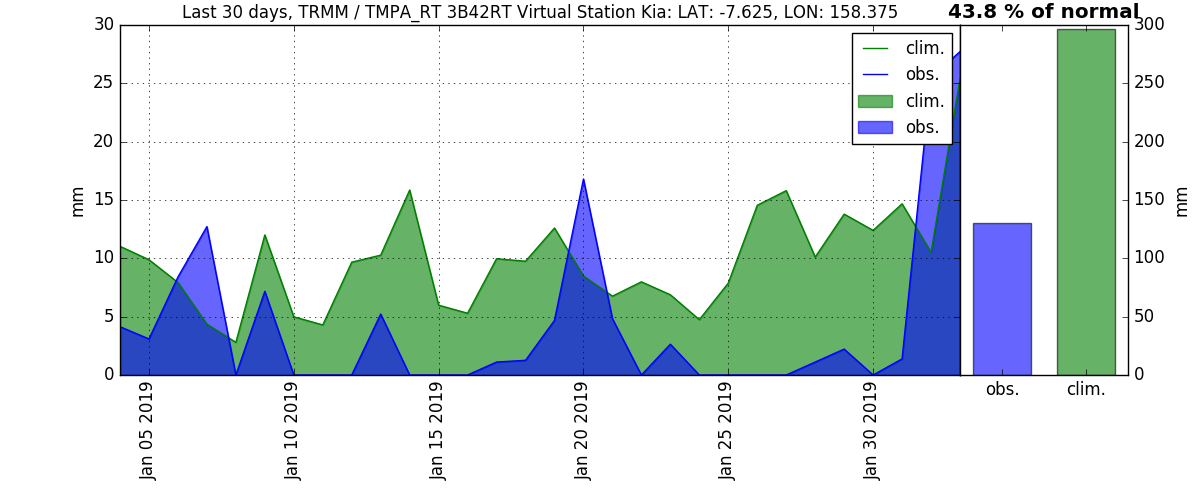 Last 30 days, TRMM / TMPA_RT 3B42RT Virtual Station Kia: LAT: -7.625, LON: 158.375
43.8 % of normal
30
25
20
15
10
5
0
mm
clim.
obs.
clim.
obs.
Jan 05 2019
Jan 10 2019
Jan 15 2019
Jan 20 2019
Jan 25 2019
Jan 30 2019
300
250
200
150
100
50
0
mm
obs.
clim.